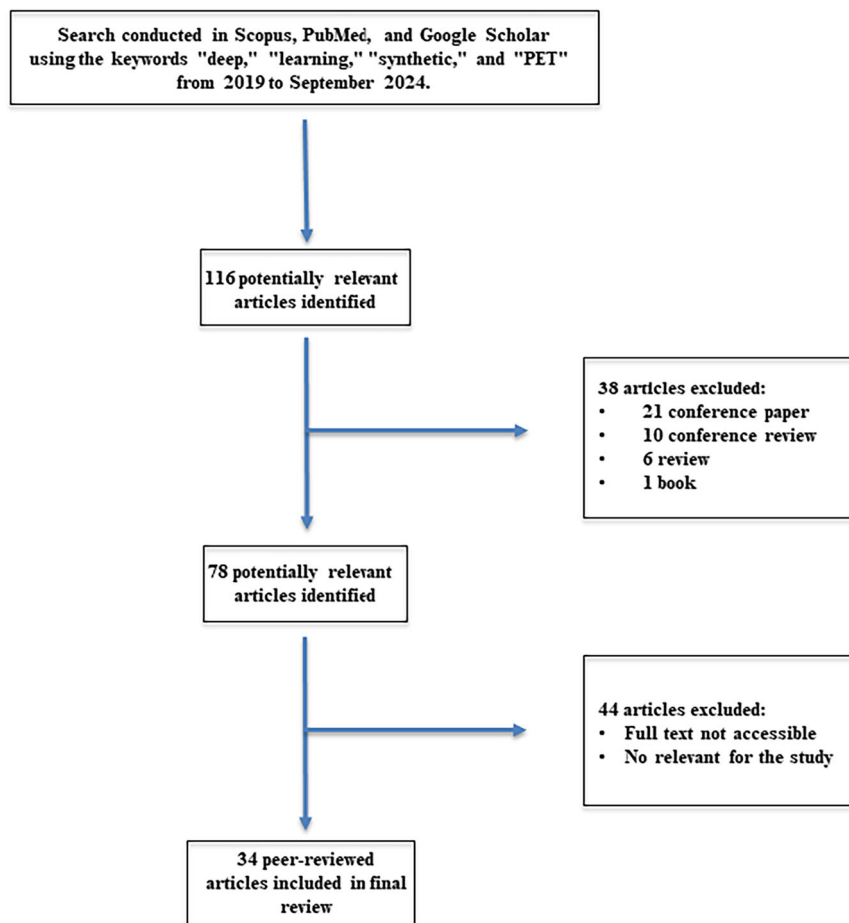 Search conducted in Scopus, PubMed, and Google Scholar
using the keywords "deep," "learning," "synthetic," and "PET"
from 2019 to September 2024.
116 potentially relevant
articles identified
38 articles excluded:
• 21 conference paper
• 10 conference review
• 6 review
• 1 book
78 potentially relevant
articles identified
44 articles excluded:
• Full text not accessible
• No relevant for the study
34 peer-reviewed
articles included in final
review